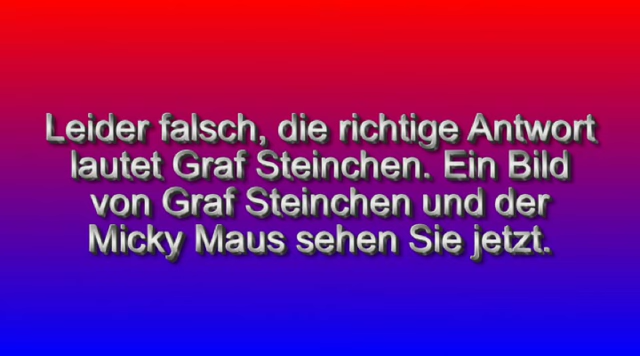 Leider falsch, die richtige Antwort
lautet Graf Steinchen. Ein Bild
von Graf Steinchen und der
Micky Maus sehen Sie jetzt.